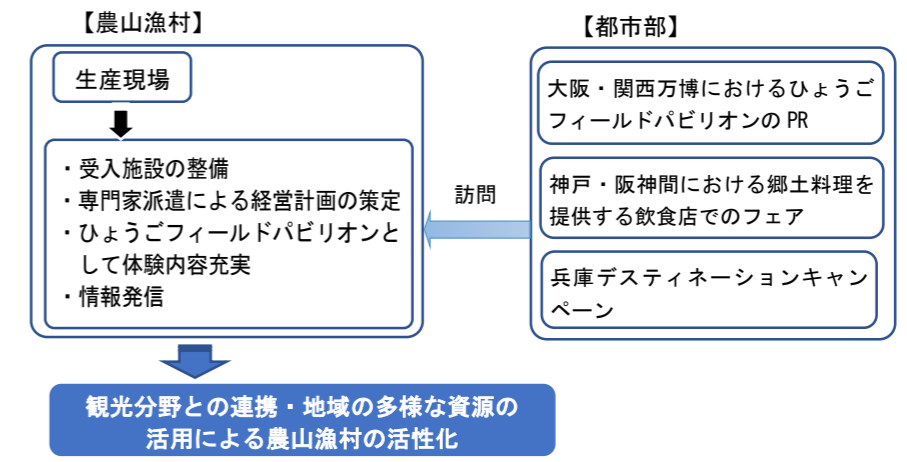 【農山漁村】
生産現場
・受入施設の整備
・専門家派遣による経営計画の策定
・ひょうごフィールドパビリオンと
して体験内容充実
・情報発信
訪問
【都市部】
大阪・関西万博におけるひょうご
フィールドパビリオンの PR
神戸・阪神間における郷土料理を
提供する飲食店でのフェア
兵庫デスティネーションキャン
ペーン
観光分野との連携・地域の多様な資源の
活用による農山漁村の活性化